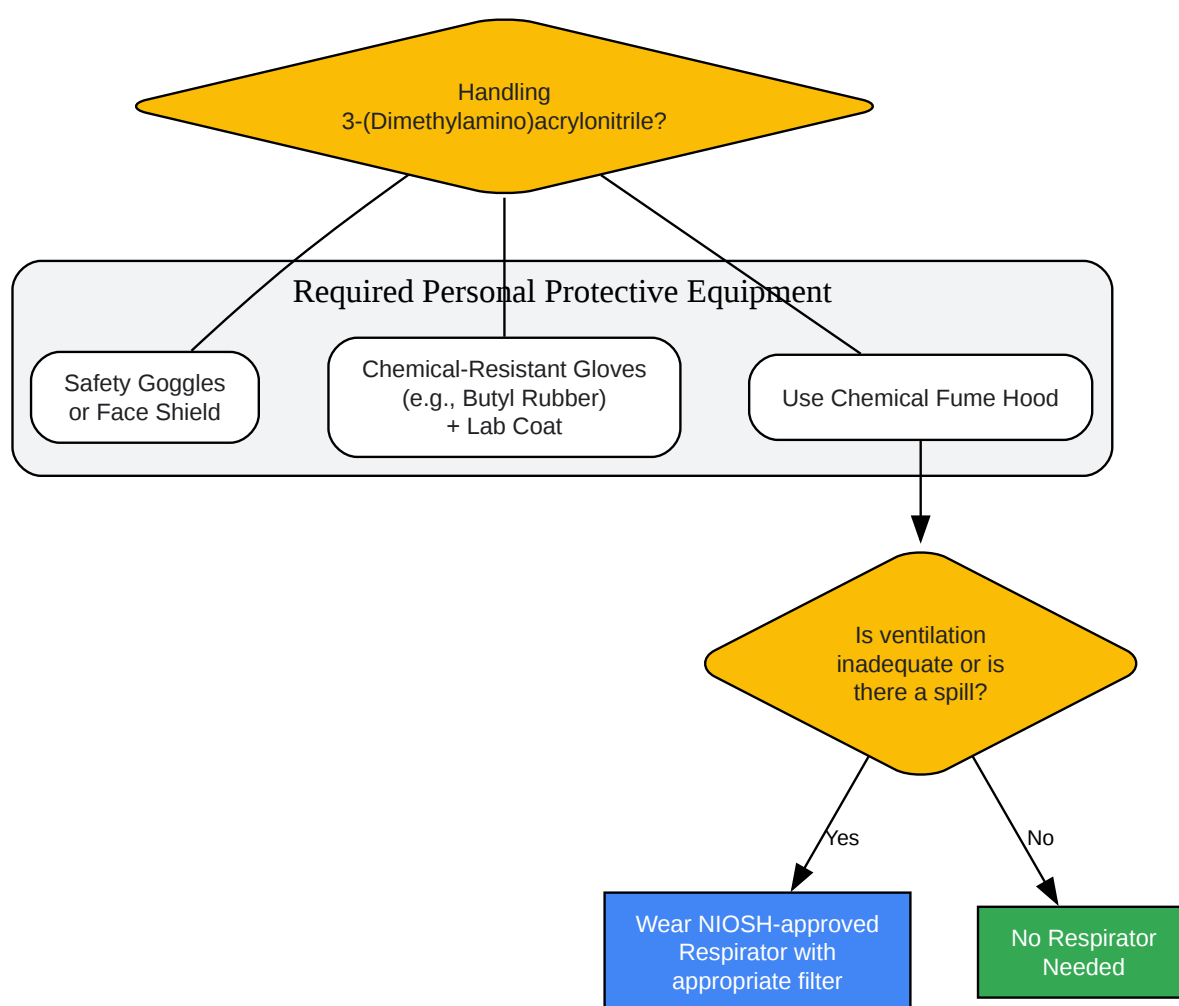 Handling
3-(Dimethylamino)acrylonitrile?
Required Personal Protective Equipment
Safety Goggles
or Face Shield
Chemical-Resistant Gloves
(e.g., Butyl Rubber)
+ Lab Coat
Use Chemical Fume Hood
Is ventilation
inadequate or is
there a spill?
Yes
No
Wear NIOSH-approved
Respirator with
appropriate filter
No Respirator
Needed